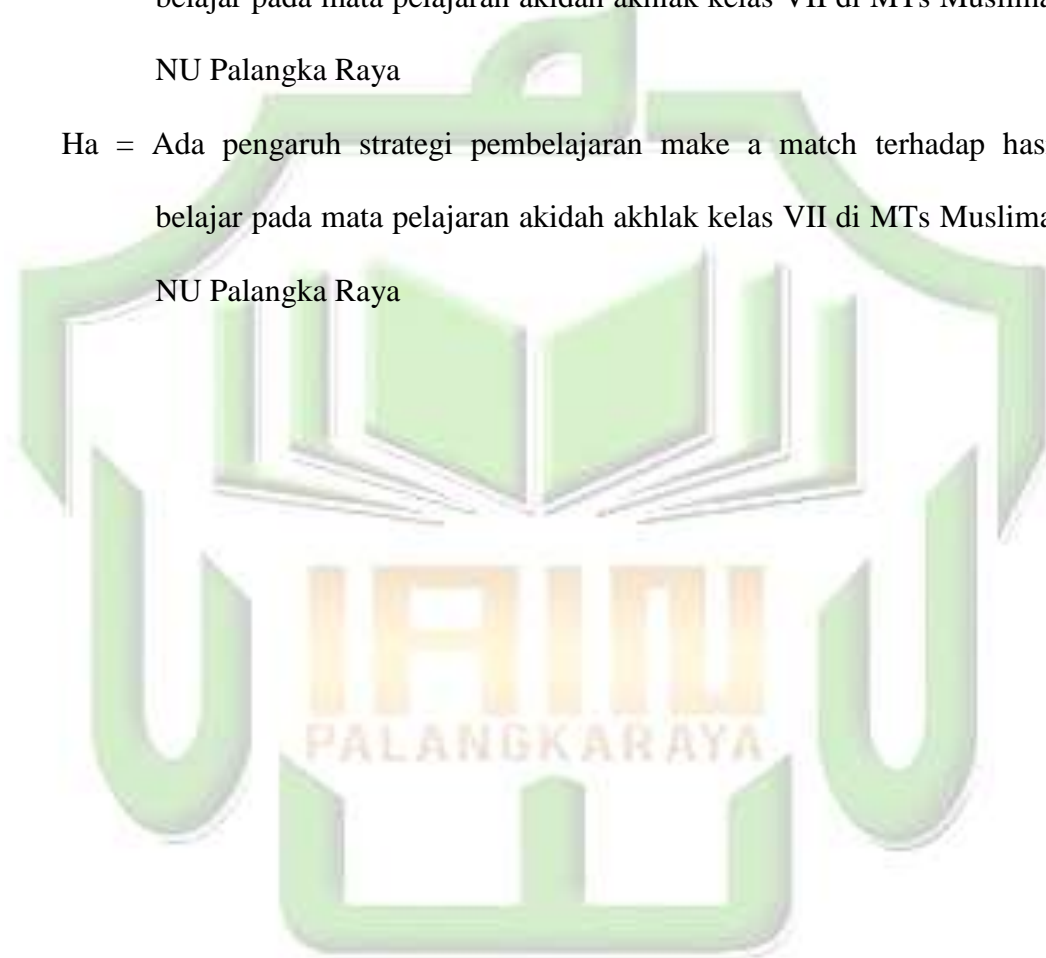 belajar pada mata pelajaran akidah akhlak kelas VII di MTs Muslima
NU Palangka Raya
Ha = Ada pengaruh strategi pembelajaran make a match terhadap has
belajar pada mata pelajaran akidah akhlak kelas VII di MTs Muslima
NU Palangka Raya
IAIN
PALANGKARAYA